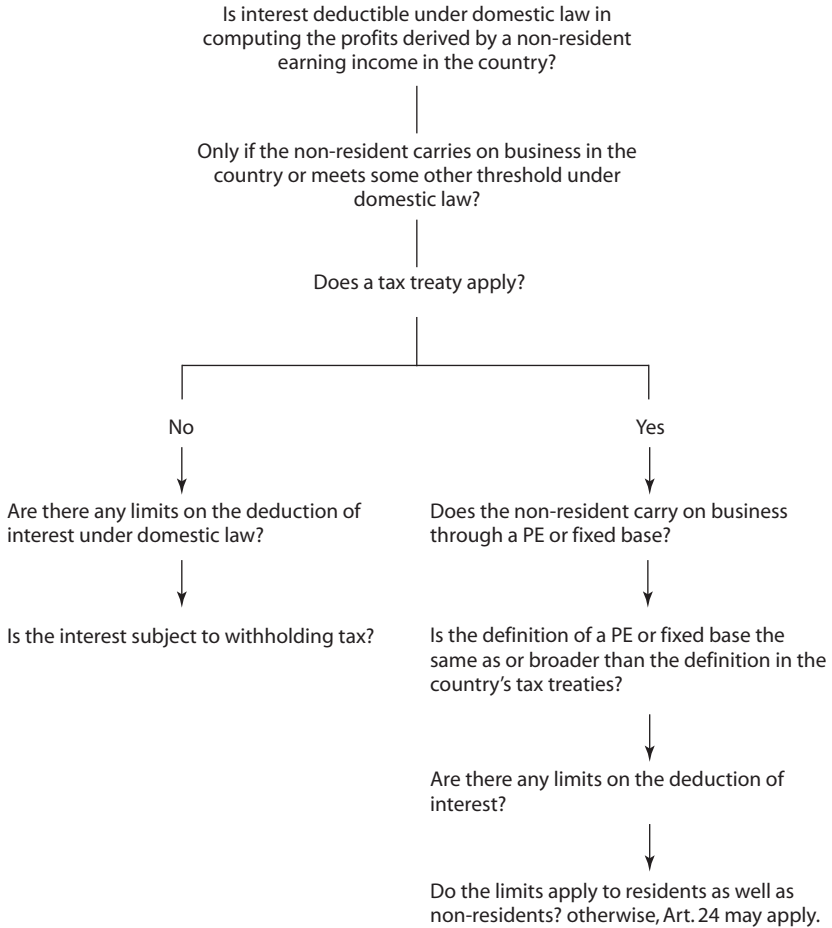 Is interest deductible under domestic law in
computing the profits derived by a non-resident
earning income in the country?
Only if the non-resident carries on business in the
country or meets some other threshold under
domestic law?
Does a tax treaty apply?
No
Are there any limits on the deduction of
interest under domestic law?
Is the interest subject to withholding tax?
Yes
Does the non-resident carry on business
through a PE or fixed base?
Is the definition of a PE or fixed base the
same as or broader than the definition in the
country's tax treaties?
Are there any limits on the deduction of
interest?
Do the limits apply to residents as well as
non-residents? otherwise, Art. 24 may apply.